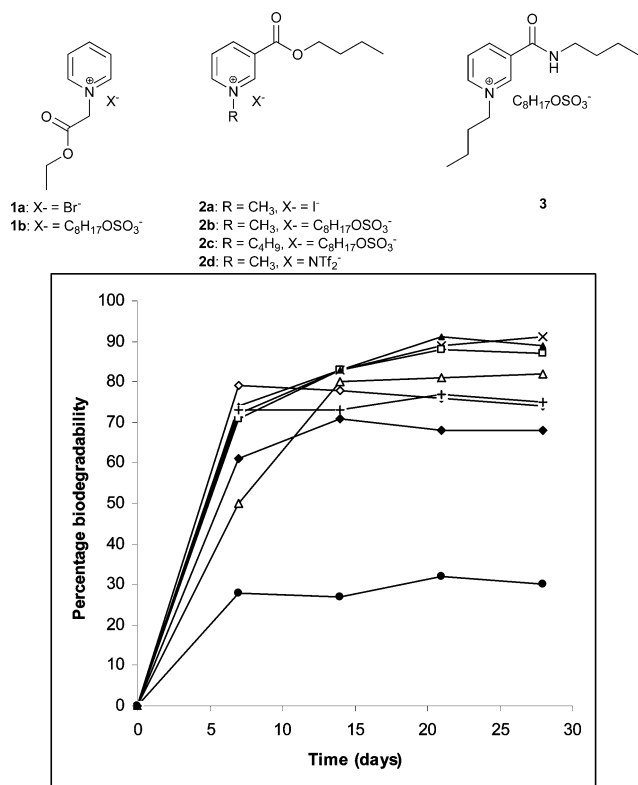 O
O
O
N
H
N+
X-
O
O
N+
R
X-
N+
C8H17OSO3-
1a: X- = Br-
1b: X- = C8H17OSO3-
2a: R = CH3, X- = I-
2b: R = CH3, X- = C8H17OSO3-
2c: R = C4H9, X- = C8H17OSO3-
2d: R = CH3, X = NTf2-
3
100
90
80
70
60
50
40
30
20
10
0
Percentage biodegradability
0 5 10 15 20 25 30
Time (days)